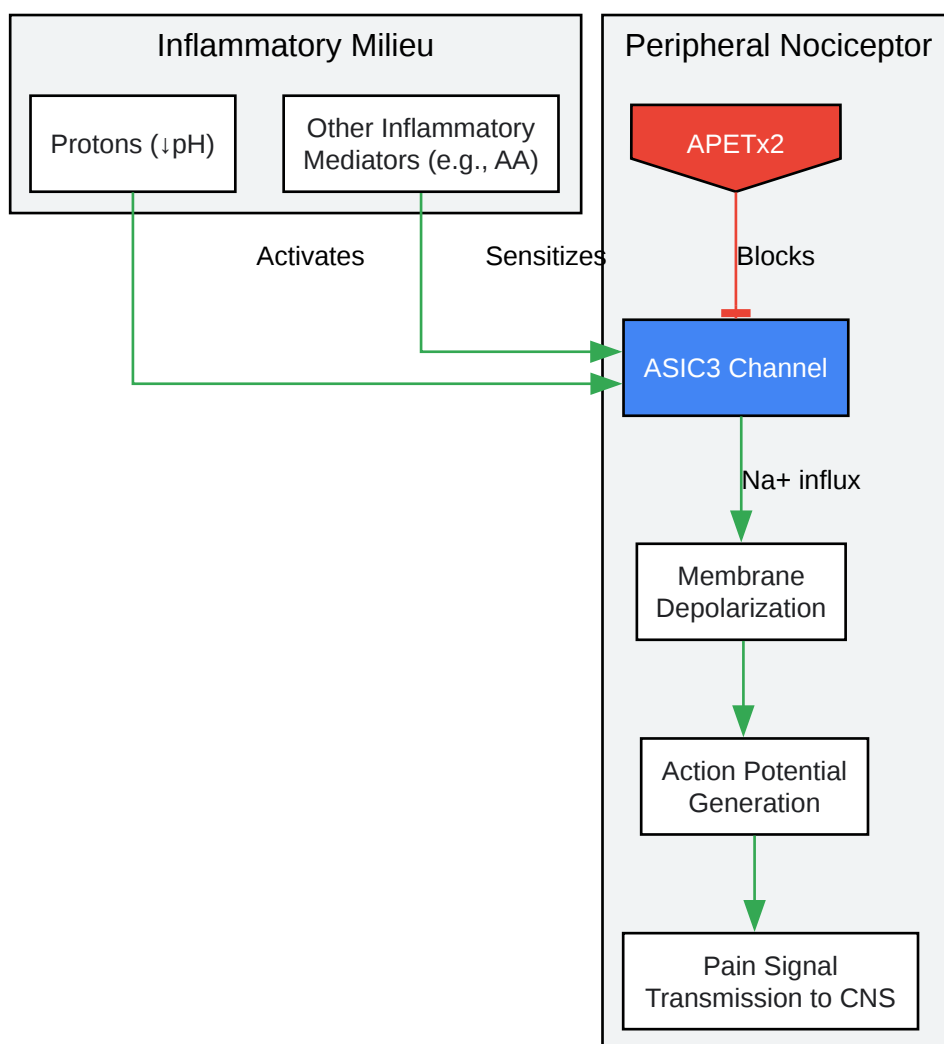 Inflammatory Milieu
Protons (↓pH)
Other Inflammatory
Mediators (e.g., AA)
Peripheral Nociceptor
APETx2
Activates
Sensitizes
Blocks
ASIC3 Channel
Na+ influx
Membrane
Depolarization
Action Potential
Generation
Pain Signal
Transmission to CNS